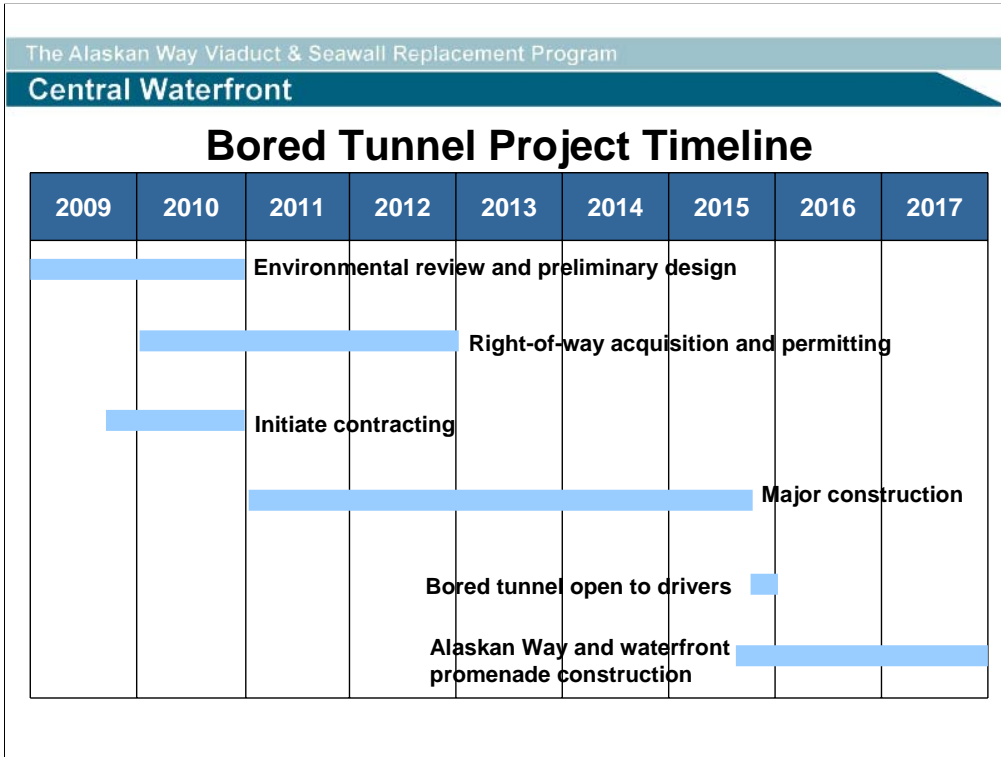 The Alaskan Way Viaduct & Seawall Replacement Program
Central Waterfront
Bored Tunnel Project Timeline
2009 2010 2011 2012 2013 2014 2015 2016 2017
Environmental review and preliminary design
Right-of-way acquisition and permitting
Initiate contracting
Major construction
Bored tunnel open to drivers
Alaskan Way and waterfront
promenade construction